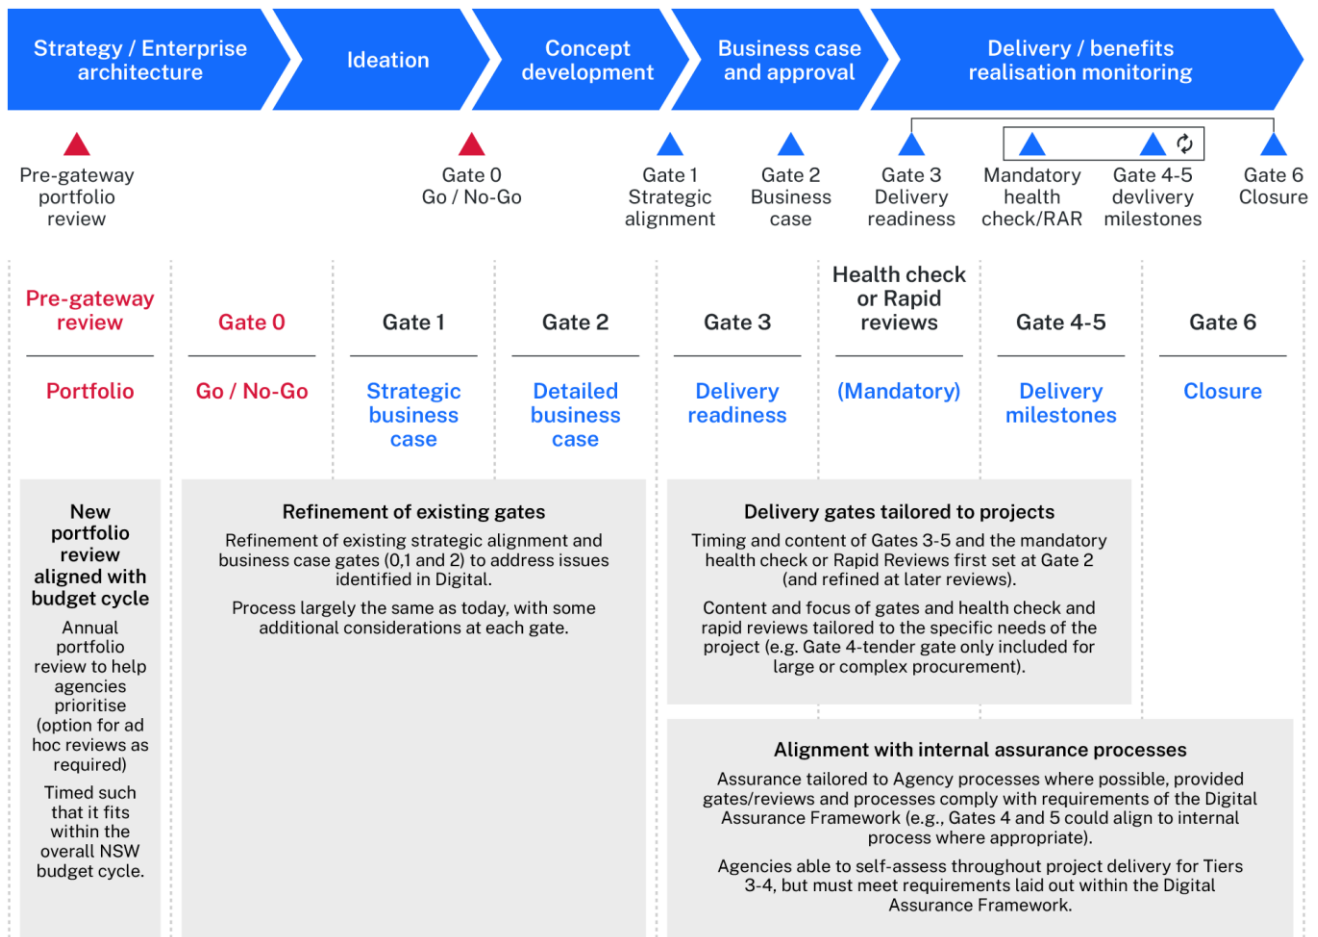 Strategy / Enterprise
architecture
Ideation
Concept
development
Business case
and approval
Delivery / benefits
realisation monitoring
Pre-gateway
portfolio
review
Gate 0
Go / No-Go
Gate 1
Strategic
alignment
Gate 2
Business
case
Gate 3
Delivery
readiness
Mandatory
health
check/RAR
Gate 4-5
devlivery
milestones
Gate 6
Closure
Pre-gateway
review
Portfolio
Gate 0
Go / No-Go
Gate 1
Strategic
business
case
Gate 2
Detailed
business
case
Gate 3
Delivery
readiness
Health check
or Rapid
reviews
(Mandatory)
Gate 4-5
Delivery
milestones
Gate 6
Closure
New
portfolio
review
aligned with
budget cycle
Annual
portfolio
review to help
agencies
prioritise
(option for ad
hoc reviews as
required)
Timed such
that it fits
within the
overall NSW
budget cycle.
Refinement of existing gates
Refinement of existing strategic alignment and
business case gates (0,1 and 2) to address issues
identified in Digital.
Process largely the same as today, with some
additional considerations at each gate.
Delivery gates tailored to projects
Timing and content of Gates 3-5 and the mandatory
health check or Rapid Reviews first set at Gate 2
(and refined at later reviews).
Content and focus of gates and health check and
rapid reviews tailored to the specific needs of the
project (e.g. Gate 4-tender gate only included for
large or complex procurement).
Alignment with internal assurance processes
Assurance tailored to Agency processes where possible, provided
gates/reviews and processes comply with requirements of the Digital
Assurance Framework (e.g., Gates 4 and 5 could align to internal
process where appropriate).
Agencies able to self-assess throughout project delivery for Tiers
3-4, but must meet requirements laid out within the Digital
Assurance Framework.